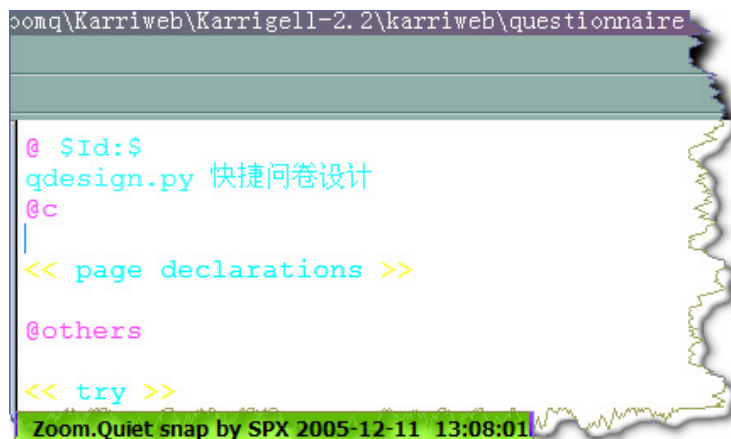 oomq\Karriweb\Karrigell-2.2\karriweb\questionnaire
@ $Id:$
qdesign.py 快捷问卷设计
@c
<< page declarations >>
@others
<< try >>
Zoom.Quiet snap by SPX 2005-12-11 13:08:01